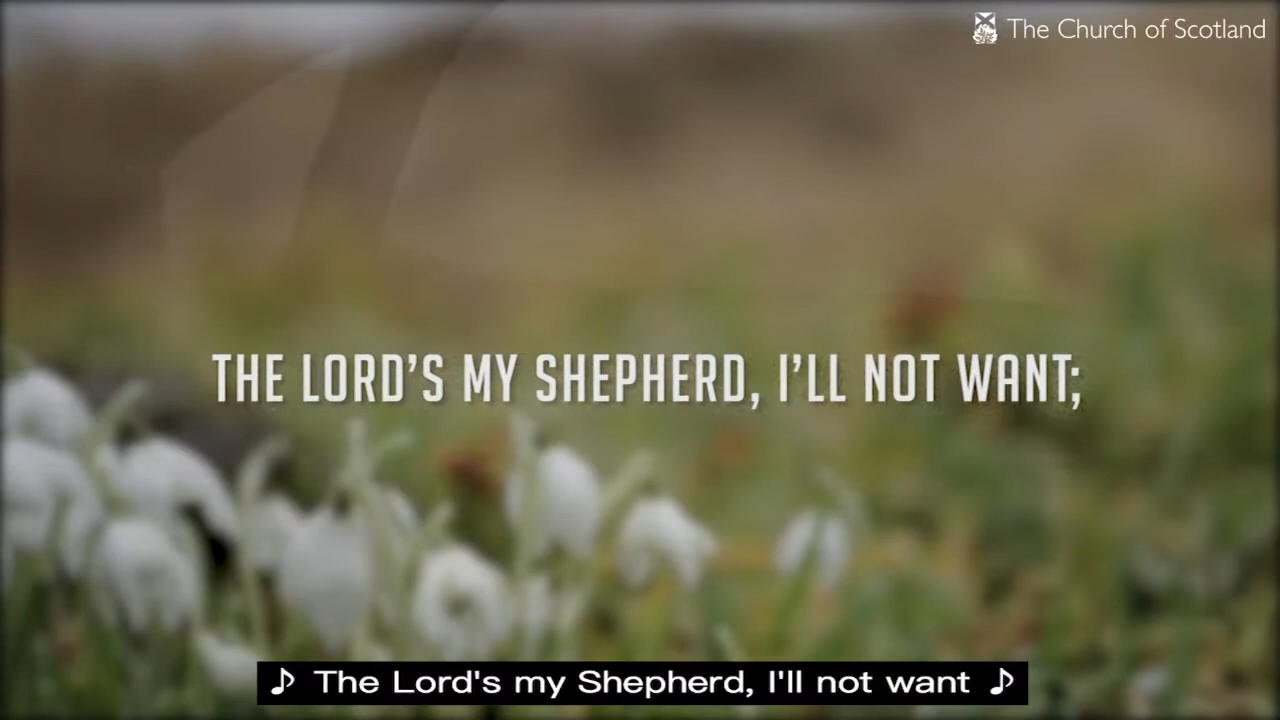 The Church of Scotland
THE LORD'S MY SHEPHERD, I'LL NOT WANT;
♪ The Lord's my Shepherd, I'll not want ♪